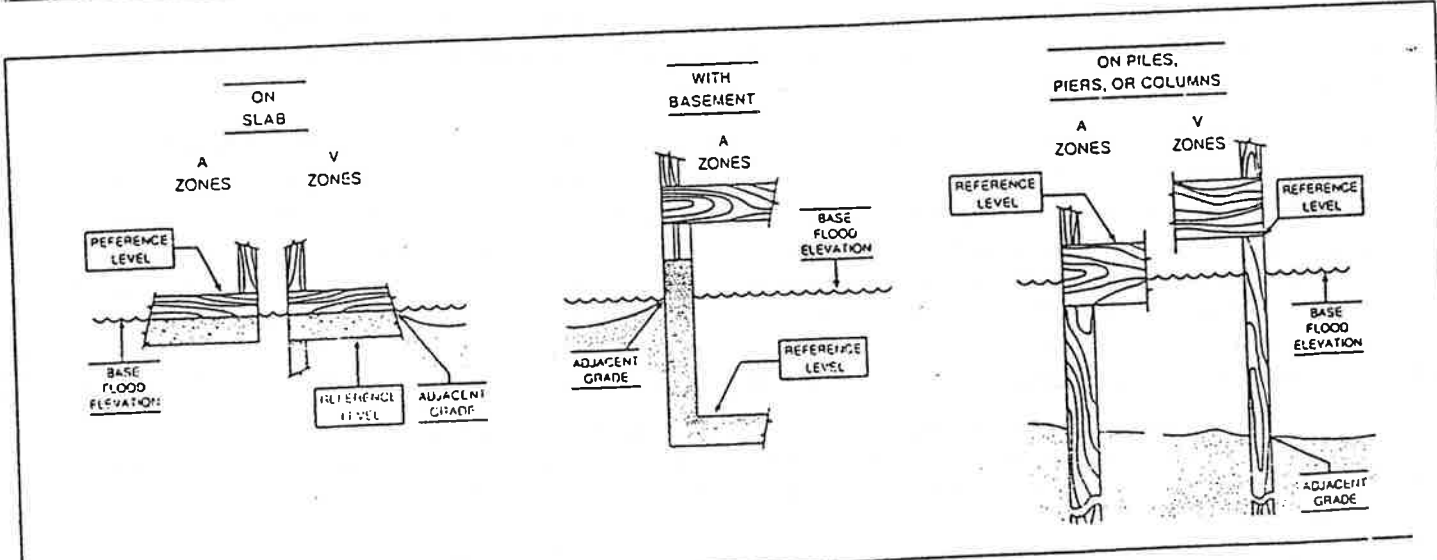 ON
SLAB
A
ZONES
V
ZONES
REFERENCE
LEVEL
BASE
FLOOD
ELEVATION
REFERENCE
LEVEL
ADJACENT
GRADE
WITH
BASEMENT
A
ZONES
BASE
FLOOD
ELEVATION
ADJACENT
GRADE
REFERENCE
LEVEL
ON PILES,
PIERS, OR COLUMNS
A
ZONES
V
ZONES
REFERENCE
LEVEL
REFERENCE
LEVEL
BASE
FLOOD
ELEVATION
ADJACENT
GRADE